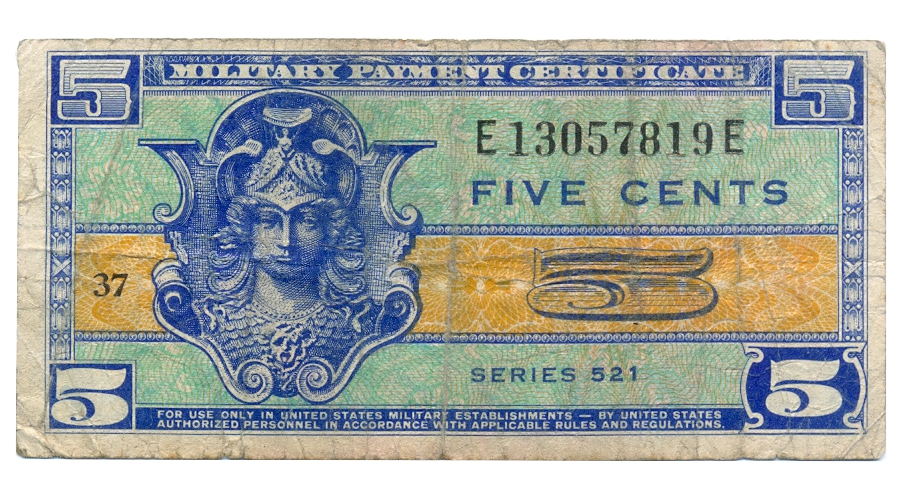 5 MILITARY PAYMENT CERTIFICATE 5
E13057819E
FIVE CENTS
37
5
SERIES 521
5 5
FOR USE ONLY IN UNITED STATES MILITARY ESTABLISHMENTS — BY UNITED STATES
AUTHORIZED PERSONNEL IN ACCORDANCE WITH APPLICABLE RULES AND REGULATIONS.